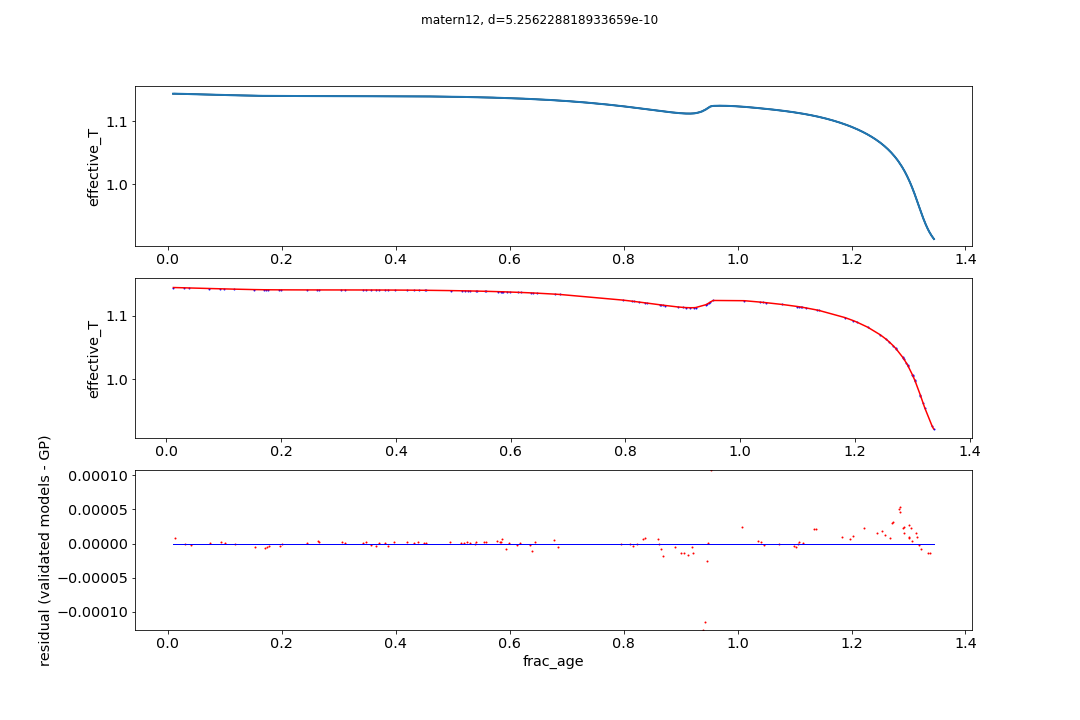 matern12, d=5.256228818933659e-10
effective_T
1.1
1.0
0.0 0.2 0.4 0.6 0.8 1.0 1.2 1.4
effective_T
1.1
1.0
0.0 0.2 0.4 0.6 0.8 1.0 1.2 1.4
residual (validated models - GP)
0.00010
0.00005
0.00000
−0.00005
−0.00010
0.0 0.2 0.4 0.6 0.8 1.0 1.2 1.4
frac_age